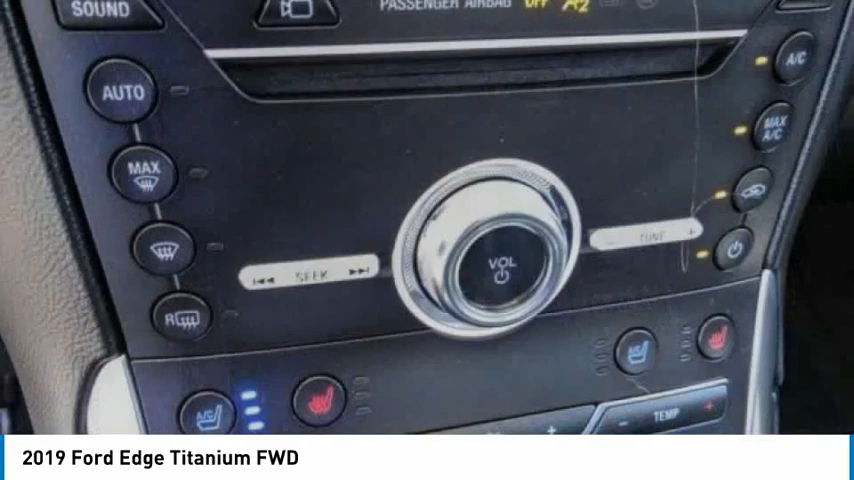 SOUND
PASSENGER AIRBAG OFF
A/C
AUTO
MAX A/C
MAX
TUNE +
VOL
SEEK
R
A/C
- TEMP +
+
2019 Ford Edge Titanium FWD